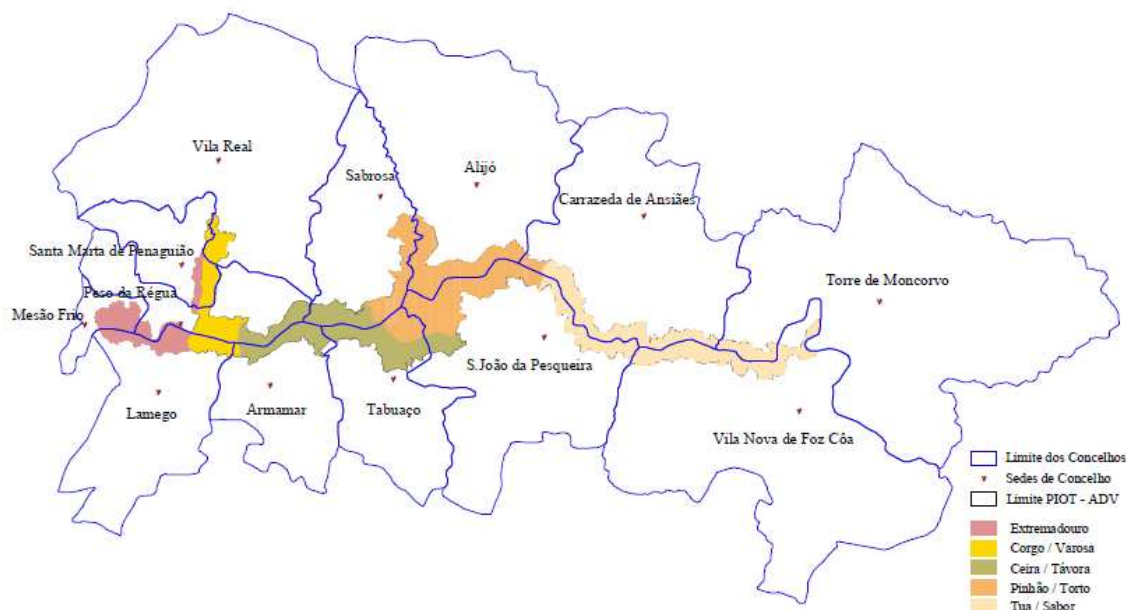 Vila Real
Sabrosa
Alijó
Carrazeda de Ansiães
Santa Marta de Penaguião
Peso da Régua
Mesão Frio
Torre de Moncorvo
S.João da Pesqueira
Lamego
Armamar
Tabuaço
Vila Nova de Foz Côa
Limite dos Concelhos
Sedes de Concelho
Limite PIOT - ADV
Extremadouro
Corgo / Varosa
Ceira / Távora
Pinhão / Torto
Tua / Sabor